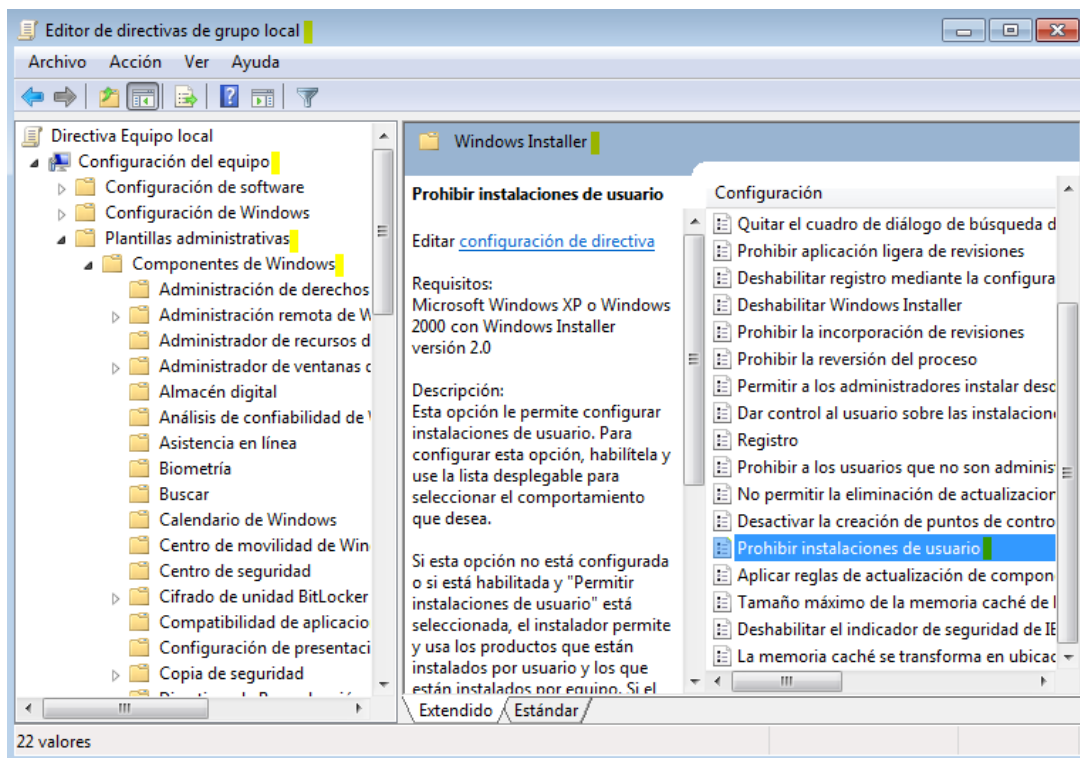 Editor de directivas de grupo local
Archivo Acción Ver Ayuda
Directiva Equipo local
Configuración del equipo
Configuración de software
Configuración de Windows
Plantillas administrativas
Componentes de Windows
Administración de derechos
Administración remota de W
Administrador de recursos d
Administrador de ventanas
Almacén digital
Análisis de confiabilidad de
Asistencia en línea
Biometría
Buscar
Calendario de Windows
Centro de movilidad de Win
Centro de seguridad
Cifrado de unidad BitLocker
Compatibilidad de aplicacio
Configuración de presentaci
Copia de seguridad
Windows Installer
Prohibir instalaciones de usuario
Editar configuración de directiva
Requisitos:
Microsoft Windows XP o Windows
2000 con Windows Installer
versión 2.0
Descripción:
Esta opción le permite configurar
instalaciones de usuario. Para
configurar esta opción, habilítela y
use la lista desplegable para
seleccionar el comportamiento
que desea.
Si esta opción no está configurada
o si está habilitada y "Permitir
instalaciones de usuario" está
seleccionada, el instalador permite
y usa los productos que están
instalados por usuario y los que
están instalados por equipo. Si el
Configuración
Quitar el cuadro de diálogo de búsqueda d
Prohibir aplicación ligera de revisiones
Deshabilitar registro mediante la configura
Deshabilitar Windows Installer
Prohibir la incorporación de revisiones
Prohibir la reversión del proceso
Permitir a los administradores instalar desc
Dar control al usuario sobre las instalacion
Registro
Prohibir a los usuarios que no son adminis
No permitir la eliminación de actualizacion
Desactivar la creación de puntos de contro
Prohibir instalaciones de usuario
Aplicar reglas de actualización de compon
Tamaño máximo de la memoria caché de l
Deshabilitar el indicador de seguridad de IE
La memoria caché se transforma en ubicac
Extendido Estándar
22 valores